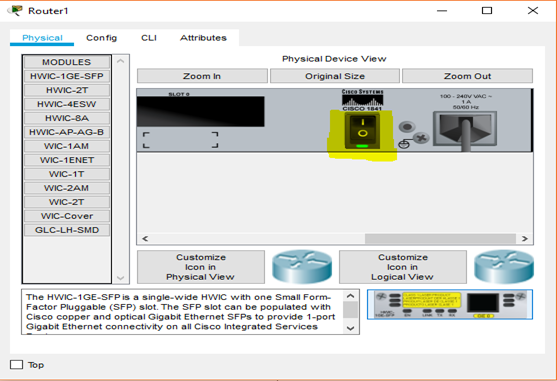 Router1
Physical
Config
CLI
Attributes
MODULES
HWIC-1GE-SFP
HWIC-2T
HWIC-4ESW
HWIC-8A
HWIC-AP-AG-B
WIC-1AM
WIC-1ENET
WIC-1T
WIC-2AM
WIC-2T
WIC-Cover
GLC-LH-SMD
Physical Device View
Zoom In
Original Size
Zoom Out
SLOT 0
CISCO SYSTEMS
CISCO 1841
100 - 240V VAC ~
1 A
50/60 Hz
Customize
Icon in
Physical View
Customize
Icon in
Logical View
The HWIC-1GE-SFP is a single-wide HWIC with one Small Form-
Factor Pluggable (SFP) slot. The SFP slot can be populated with
Cisco copper and optical Gigabit Ethernet SFPs to provide 1-port
Gigabit Ethernet connectivity on all Cisco Integrated Services
Top